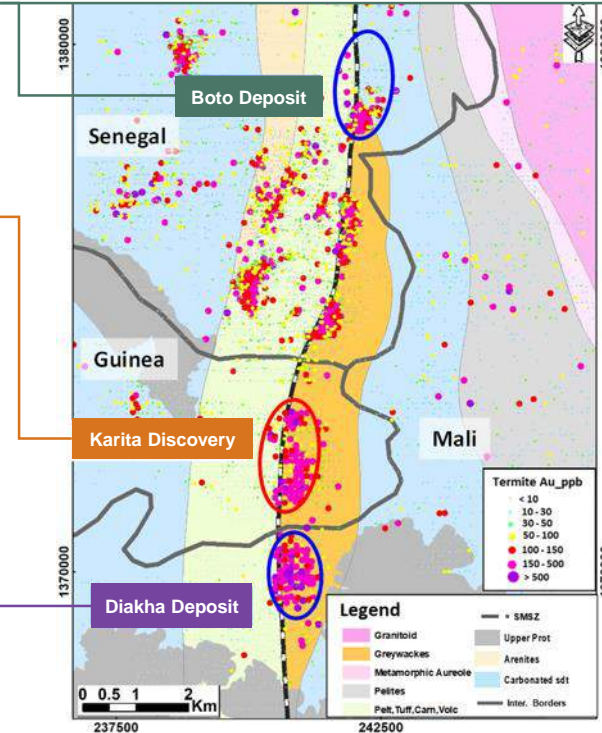 1380000
Boto Deposit
Senegal
Guinea
Karita Discovery
Mali
Termite Au_ppb
< 10
10 - 30
30 - 50
50 - 100
100 - 150
150 - 500
> 500
1370000
Diakha Deposit
Legend
Granitoid
Greywackes
Metamorphic Aureole
Pelites
Pelt,Tuff,Carn,Volc
SMSZ
Upper Prot
Arenites
Carbonated sdt
Inter. Borders
0 0.5 1 2
Km
237500 242500